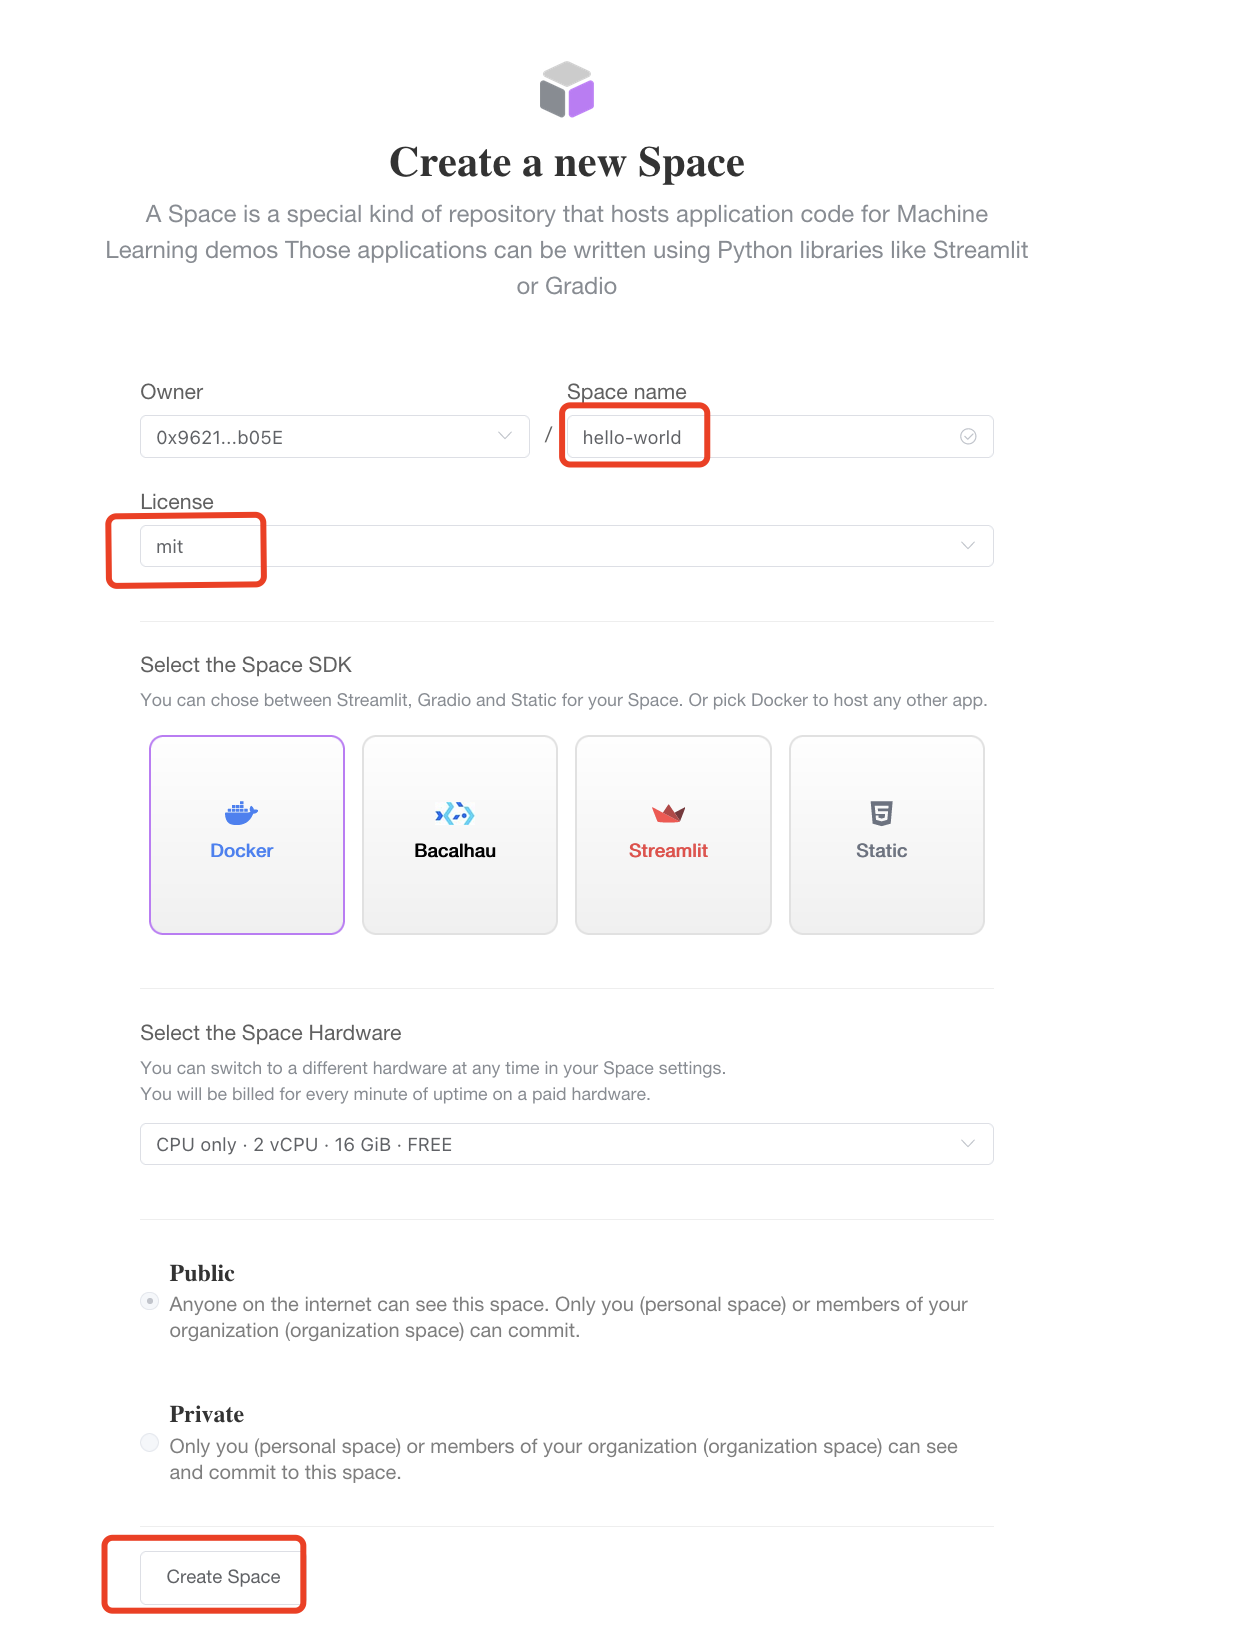 Create a new Space
A Space is a special kind of repository that hosts application code for Machine
Learning demos Those applications can be written using Python libraries like Streamlit
or Gradio
Owner
Space name
0x9621...b05E
/
hello-world
License
mit
Select the Space SDK
You can chose between Streamlit, Gradio and Static for your Space. Or pick Docker to host any other app.
Docker
Bacalhau
Streamlit
Static
Select the Space Hardware
You can switch to a different hardware at any time in your Space settings.
You will be billed for every minute of uptime on a paid hardware.
CPU only · 2 vCPU · 16 GiB · FREE
Public
Anyone on the internet can see this space. Only you (personal space) or members of your
organization (organization space) can commit.
Private
Only you (personal space) or members of your organization (organization space) can see
and commit to this space.
Create Space